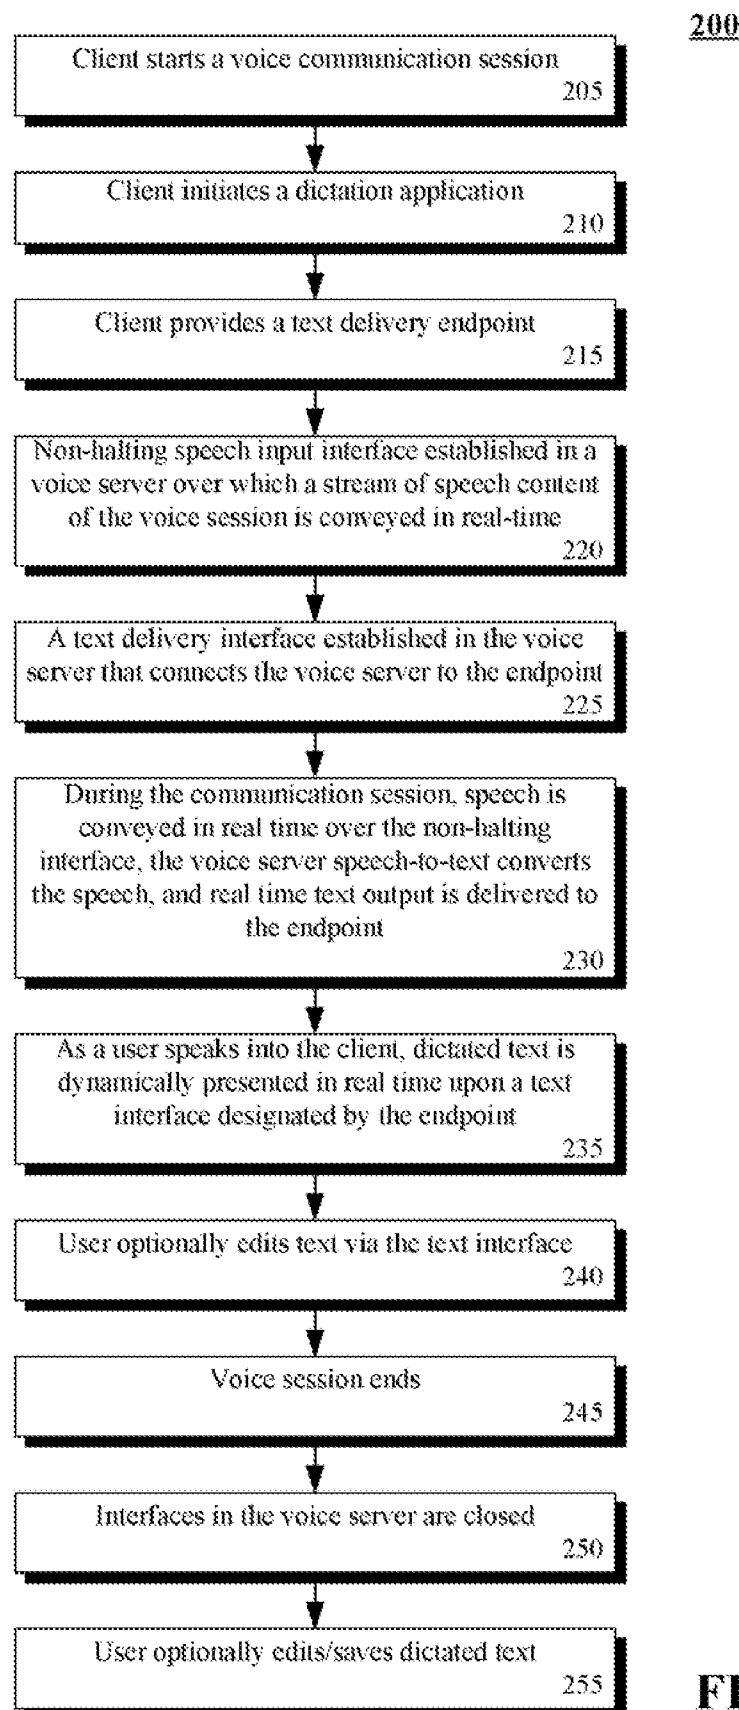 200
Client starts a voice communication session
205
Client initiates a dictation application
210
Client provides a text delivery endpoint
215
Non-halting speech input interface established in a
voice server over which a stream of speech content
of the voice session is conveyed in real-time
220
A text delivery interface established in the voice
server that connects the voice server to the endpoint
225
During the communication session, speech is
conveyed in real time over the non-halting
interface, the voice server speech-to-text converts
the speech, and real time text output is delivered to
the endpoint
230
As a user speaks into the client, dictated text is
dynamically presented in real time upon a text
interface designated by the endpoint
235
User optionally edits text via the text interface
240
Voice session ends
245
Interfaces in the voice server are closed
250
User optionally edits/saves dictated text
255